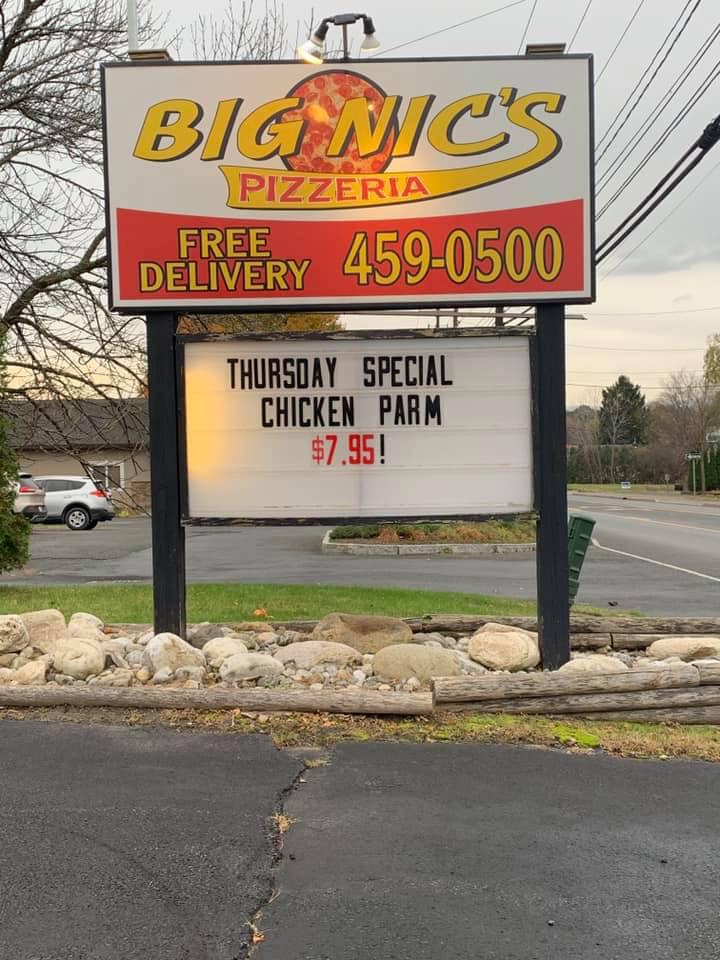 BIG NIC'S
PIZZERIA
FREE
DELIVERY
459-0500
THURSDAY SPECIAL
CHICKEN PARM
$7.95!